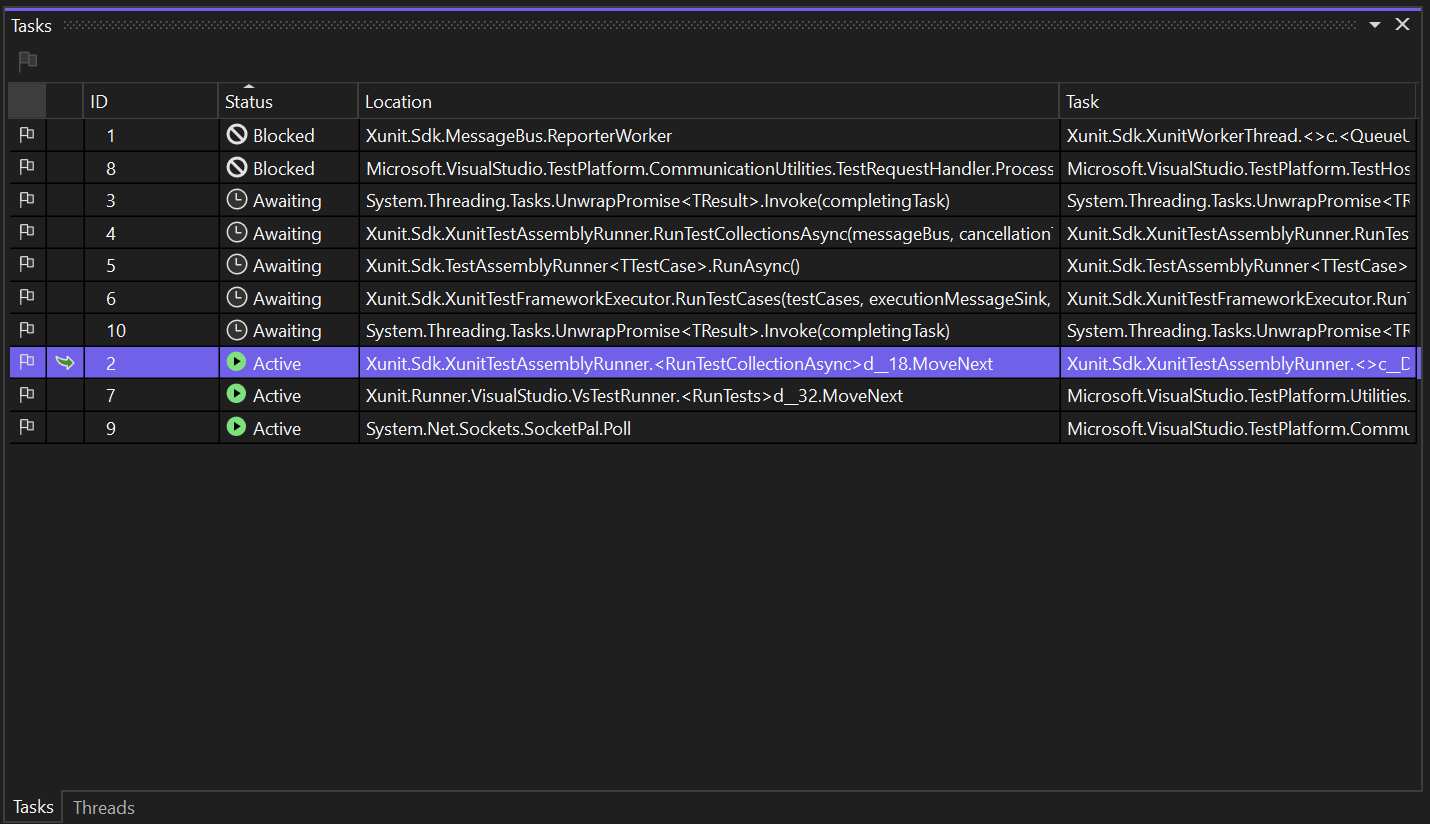 Tasks
ID Status Location Task
1 Blocked Xunit.Sdk.MessageBus.ReporterWorker Xunit.Sdk.XunitWorkerThread.<>c.<QueueU
8 Blocked Microsoft.VisualStudio.TestPlatform.CommunicationUtilities.TestRequestHandler.Process Microsoft.VisualStudio.TestPlatform.TestHos
3 Awaiting System.Threading.Tasks.UnwrapPromise<TResult>.Invoke(completingTask) System.Threading.Tasks.UnwrapPromise<TR
4 Awaiting Xunit.Sdk.XunitTestAssemblyRunner.RunTestCollectionsAsync(messageBus, cancellationT Xunit.Sdk.XunitTestAssemblyRunner.RunTes
5 Awaiting Xunit.Sdk.TestAssemblyRunner<TTestCase>.RunAsync() Xunit.Sdk.TestAssemblyRunner<TTestCase>
6 Awaiting Xunit.Sdk.XunitTestFrameworkExecutor.RunTestCases(testCases, executionMessageSink, Xunit.Sdk.XunitTestFrameworkExecutor.RunT
10 Awaiting System.Threading.Tasks.UnwrapPromise<TResult>.Invoke(completingTask) System.Threading.Tasks.UnwrapPromise<TR
2 Active Xunit.Sdk.XunitTestAssemblyRunner.<RunTestCollectionAsync>d__18.MoveNext Xunit.Sdk.XunitTestAssemblyRunner.<>c__D
7 Active Xunit.Runner.VisualStudio.VsTestRunner.<RunTests>d__32.MoveNext Microsoft.VisualStudio.TestPlatform.Utilities.
9 Active System.Net.Sockets.SocketPal.Poll Microsoft.VisualStudio.TestPlatform.Commu
Tasks Threads